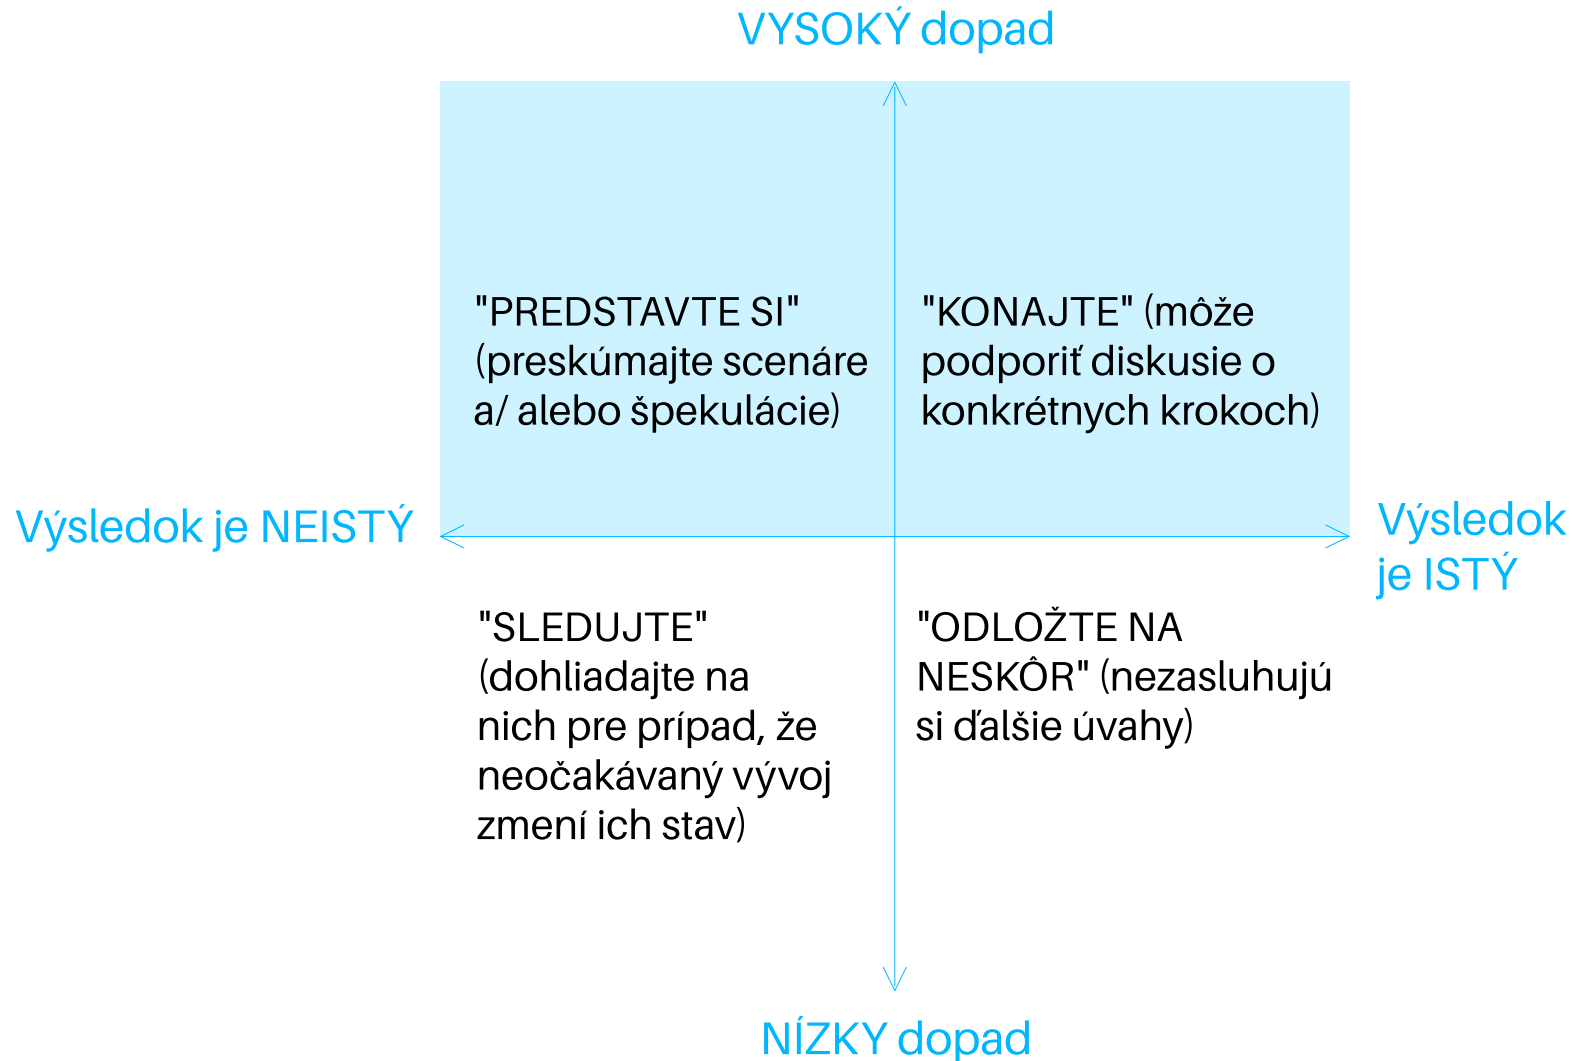 VYSOKÝ dopad
"PREDSTAVTE SI"
(preskúmajte scenáre
a/ alebo špekulácie)
"KONAJTE" (môže
podporiť diskusie o
konkrétnych krokoch)
Výsledok je NEISTÝ
Výsledok
je ISTÝ
"SLEDUJTE"
(dohliadajte na
nich pre prípad, že
neočakávaný vývoj
zmení ich stav)
"ODLOŽTE NA
NESKÔR" (nezasluhujú
si ďalšie úvahy)
NÍZKY dopad